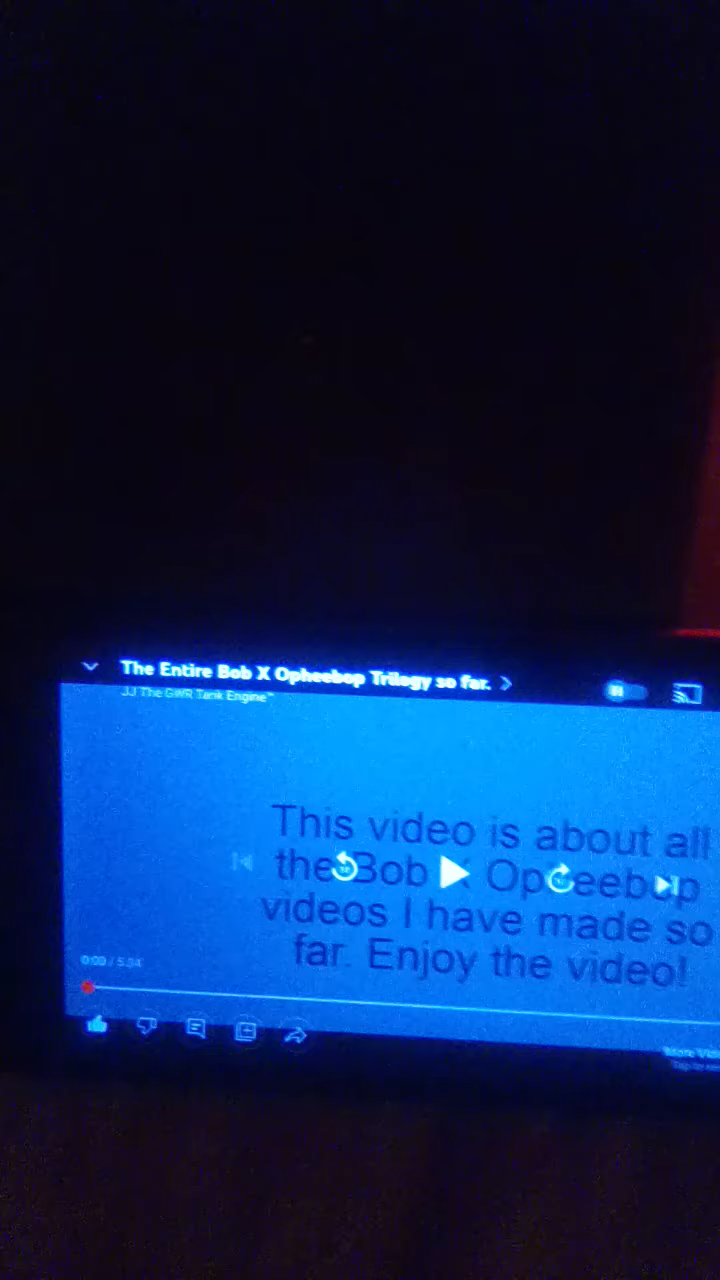 The Entire Bob X Opheebop Trilogy so far.
JJ The GWR Tank Engine™
This video is about all
the Bob X Opheebop
videos I have made so
far. Enjoy the video!
0:00 / 5:04